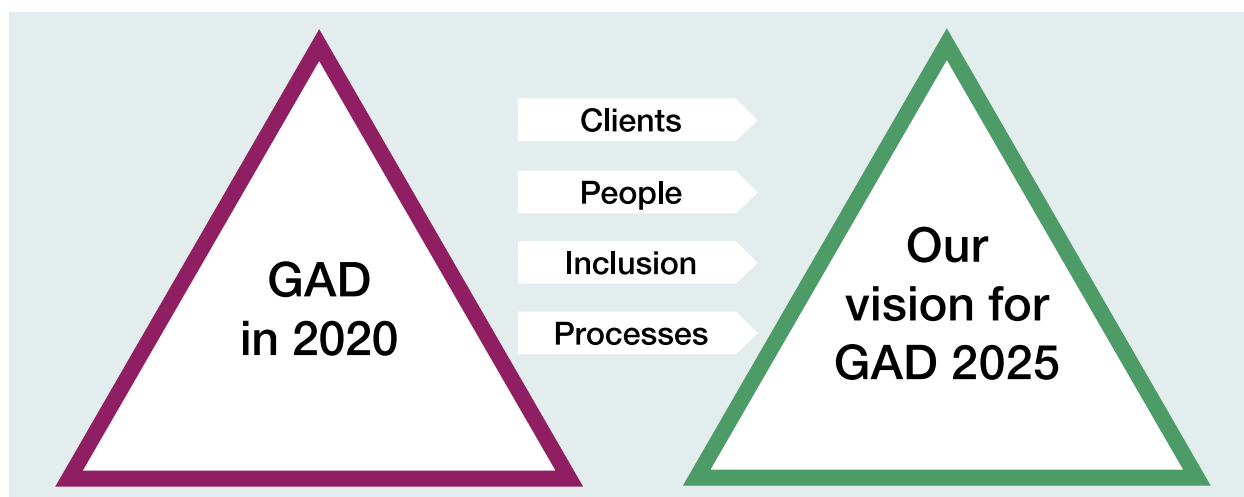 GAD
in 2020
Clients
People
Inclusion
Processes
Our
vision for
GAD 2025